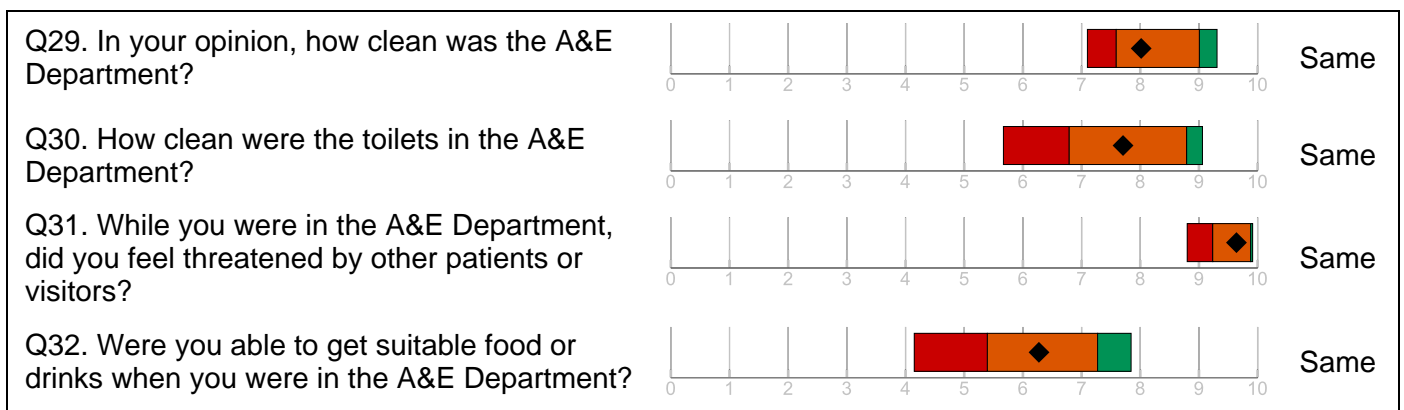 Q29. In your opinion, how clean was the A&E
Department?
Same
0 1 2 3 4 5 6 7 8 9 10
Q30. How clean were the toilets in the A&E
Department?
Same
0 1 2 3 4 5 6 7 8 9 10
Q31. While you were in the A&E Department,
did you feel threatened by other patients or
visitors?
Same
0 1 2 3 4 5 6 7 8 9 10
Q32. Were you able to get suitable food or
drinks when you were in the A&E Department?
Same
0 1 2 3 4 5 6 7 8 9 10